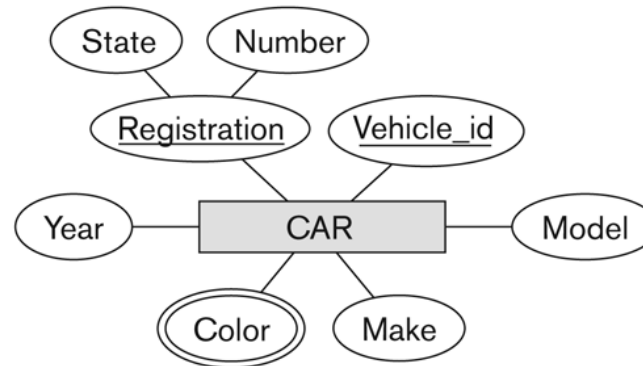 State
Number
Registration
Vehicle_id
Year
CAR
Model
Color
Make